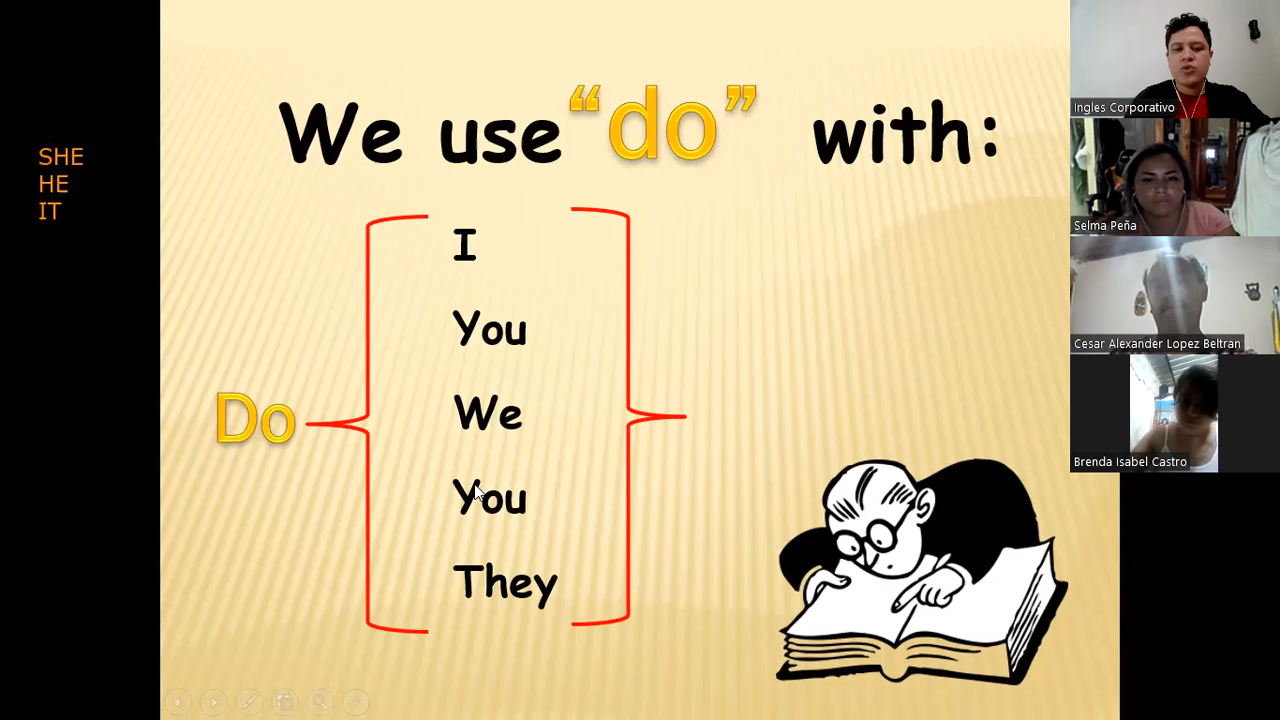 We use “do” with:
SHE
HE
IT
I
You
We
Do
You
They
Ingles Corporativo
Selma Peña
Cesar Alexander Lopez Beltran
Brenda Isabel Castro